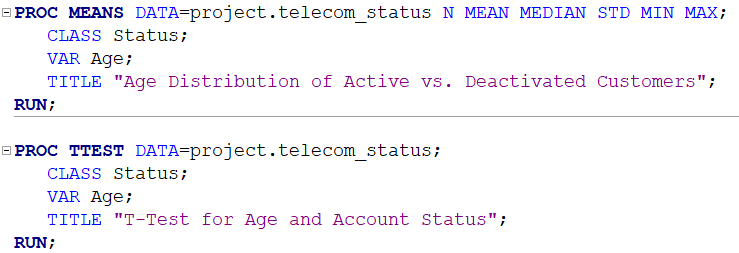 PROC MEANS DATA=project.telecom_status N MEAN MEDIAN STD MIN MAX;
CLASS Status;
VAR Age;
TITLE "Age Distribution of Active vs. Deactivated Customers";
RUN;
PROC TTEST DATA=project.telecom_status;
CLASS Status;
VAR Age;
TITLE "T-Test for Age and Account Status";
RUN;